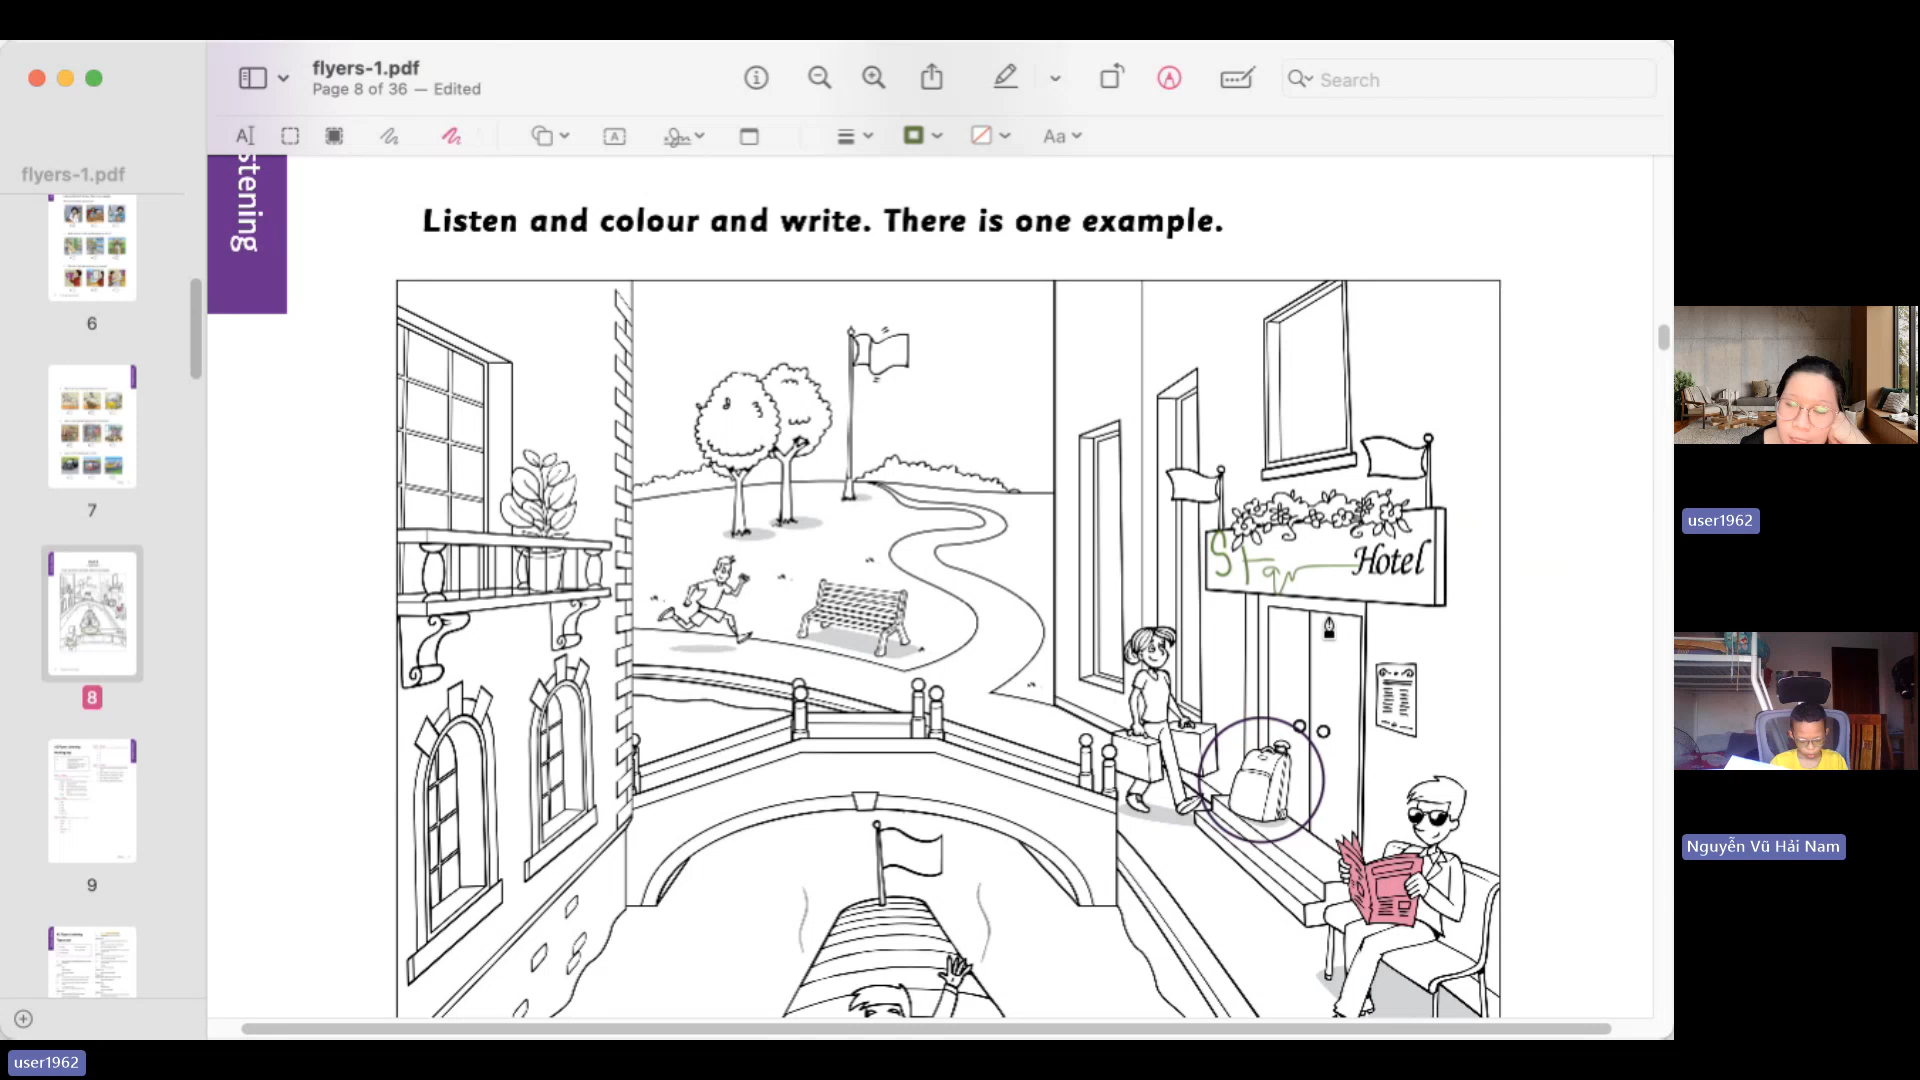 flyers-1.pdf
Page 8 of 36 — Edited
Search
Aa
flyers-1.pdf
6
7
8
9
stening
Listen and colour and write. There is one example.
Star Hotel
user1962
Nguyễn Vũ Hải Nam
user1962